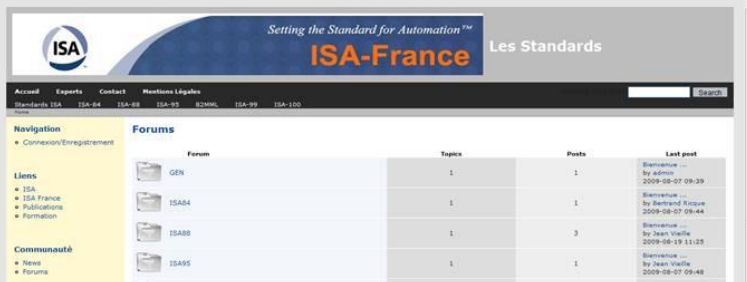 Setting the Standard for Automation™
ISA
ISA-France
Les Standards
Accueil Experts Contact Mentions Légales
Search
Standards ISA ISA-84 ISA-88 ISA-95 B2MML ISA-99 ISA-100
Home
Navigation
Connexion/Enregistrement
Liens
ISA
ISA France
Publications
Formation
Communauté
News
Forums
Forums
Forum Topics Posts Last post
GEN 1 1 Bienvenue ...
by admin
2009-08-07 09:39
ISA84 1 1 Bienvenue ...
by Bertrand Ricque
2009-08-07 09:44
ISA88 1 3 Bienvenue ...
by Jean Vieille
2009-08-19 11:25
ISA95 1 1 Bienvenue ...
by Jean Vieille
2009-08-07 09:48